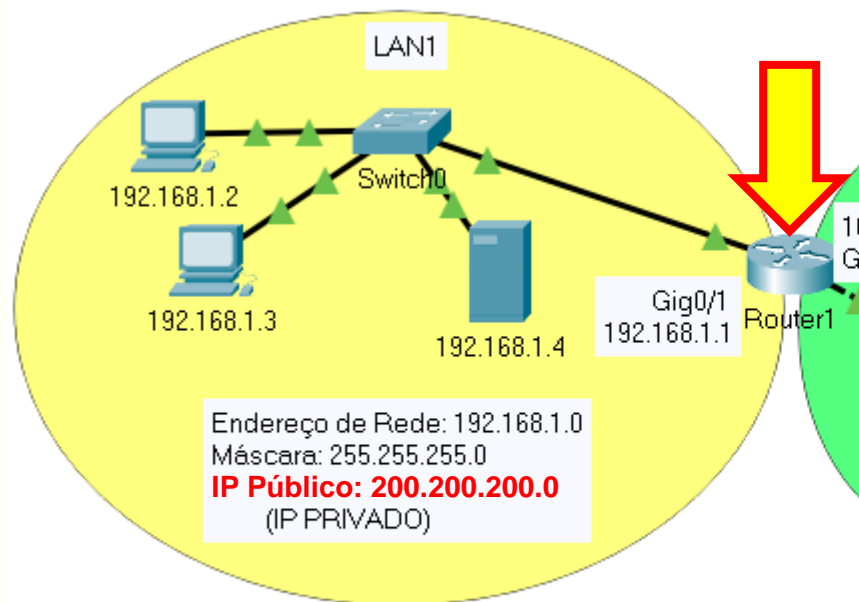 LAN1
192.168.1.2
Switch0
192.168.1.3
192.168.1.4
Gig0/1
192.168.1.1
Router1
Endereço de Rede: 192.168.1.0
Máscara: 255.255.255.0
IP Público: 200.200.200.0
(IP PRIVADO)